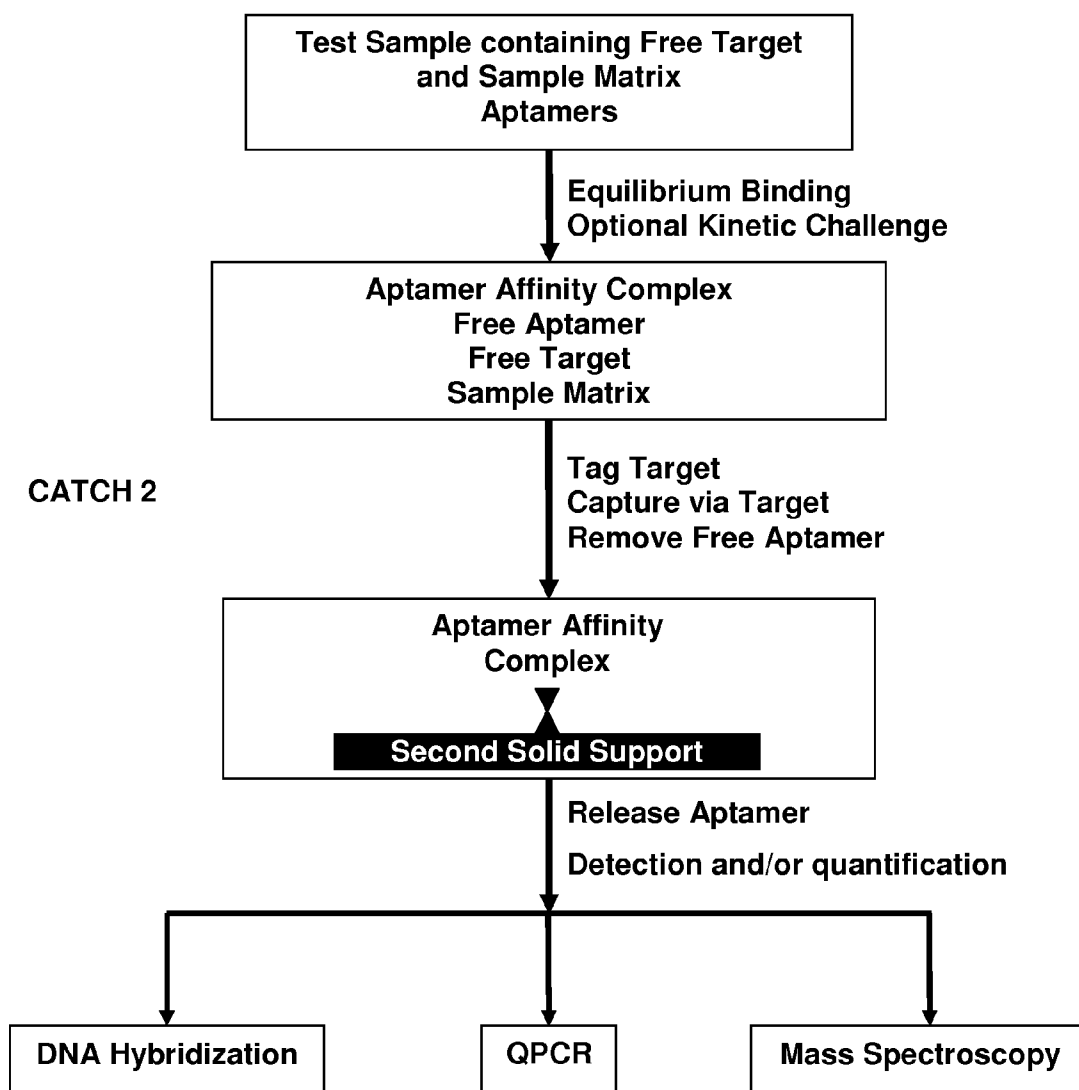 Test Sample containing Free Target
and Sample Matrix
Aptamers
Equilibrium Binding
Optional Kinetic Challenge
Aptamer Affinity Complex
Free Aptamer
Free Target
Sample Matrix
CATCH 2
Tag Target
Capture via Target
Remove Free Aptamer
Aptamer Affinity
Complex
Second Solid Support
Release Aptamer
Detection and/or quantification
DNA Hybridization
QPCR
Mass Spectroscopy